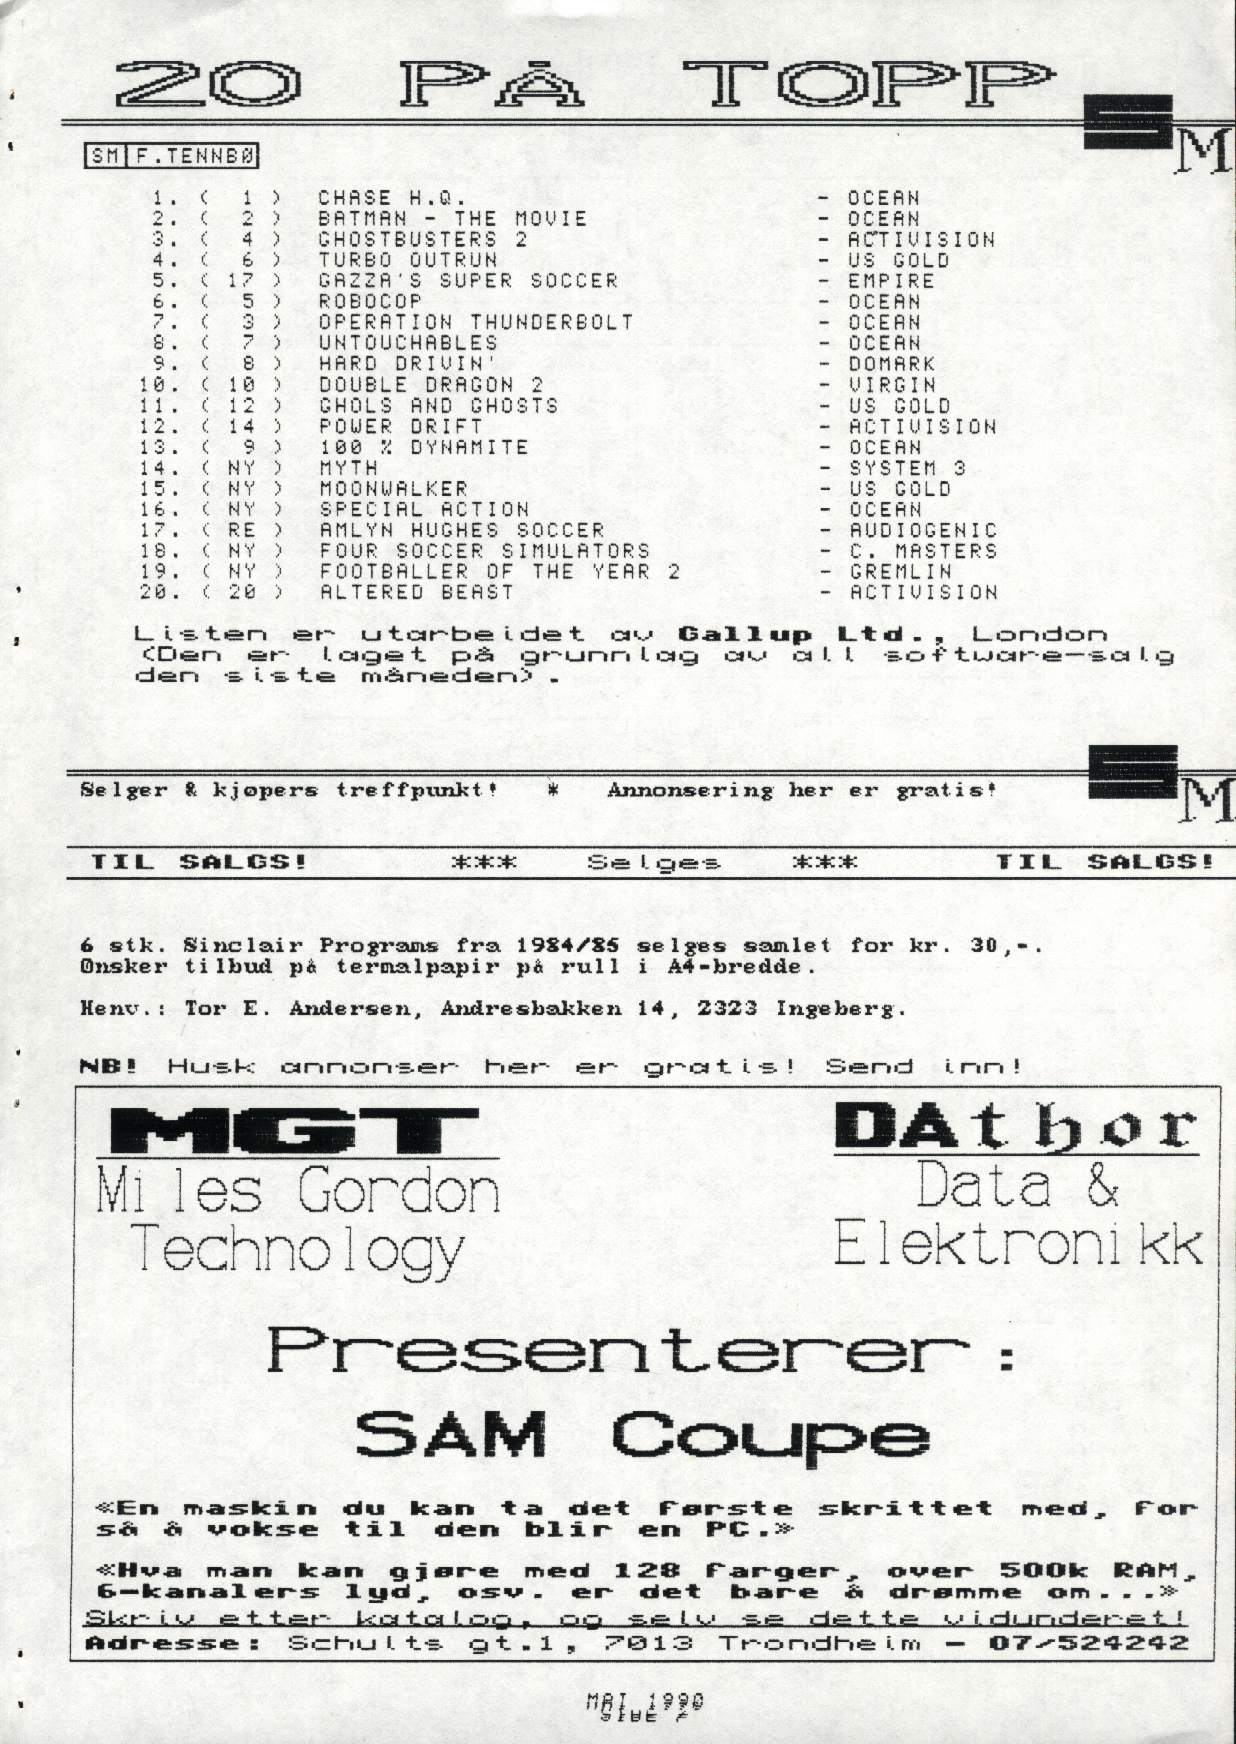 20 PÅ TOPP
SM
SM F.TENNBØ
1. ( 1 ) CHASE H.Q. - OCEAN
2. ( 2 ) BATMAN - THE MOVIE - OCEAN
3. ( 4 ) GHOSTBUSTERS 2 - ACTIVISION
4. ( 6 ) TURBO OUTRUN - US GOLD
5. ( 17 ) GAZZA'S SUPER SOCCER - EMPIRE
6. ( 5 ) ROBOCOP - OCEAN
7. ( 3 ) OPERATION THUNDERBOLT - OCEAN
8. ( 7 ) UNTOUCHABLES - OCEAN
9. ( 8 ) HARD DRIVIN' - DOMARK
10. ( 10 ) DOUBLE DRAGON 2 - VIRGIN
11. ( 12 ) GHOLS AND GHOSTS - US GOLD
12. ( 14 ) POWER DRIFT - ACTIVISION
13. ( 9 ) 100 % DYNAMITE - OCEAN
14. ( NY ) MYTH - SYSTEM 3
15. ( NY ) MOONWALKER - US GOLD
16. ( NY ) SPECIAL ACTION - OCEAN
17. ( RE ) AMLYN HUGHES SOCCER - AUDIOGENIC
18. ( NY ) FOUR SOCCER SIMULATORS - C. MASTERS
19. ( NY ) FOOTBALLER OF THE YEAR 2 - GREMLIN
20. ( 20 ) ALTERED BEAST - ACTIVISION
Listen er utarbeidet av Gallup Ltd., London
(Den er laget på grunnlag av all software-salg
den siste måneden).
SM
Selger & kjøpers treffpunkt! * Annonsering her er gratis!
TIL SALGS! *** Selges *** TIL SALGS!
6 stk. Sinclair Programs fra 1984/85 selges samlet for kr. 30,-.
Ønsker tilbud på termalpapir på rull i A4-bredde.
Henv.: Tor E. Andersen, Andresbakken 14, 2323 Ingeberg.
NB! Husk annonser her er gratis! Send inn!
MGT DAthor
Miles Gordon Data &
Technology Elektronikk
Presenterer:
SAM Coupe
«En maskin du kan ta det første skrittet med, for
så å vokse til den blir en PC.»
«Hva man kan gjøre med 128 farger, over 500k RAM,
6-kanalers lyd, osv. er det bare å drømme om...»
Skriv etter katalog, og selv se dette vidunderet!
Adresse: Schults gt.1, 7013 Trondheim - 07/524242
MAI 1990
SIDE 7